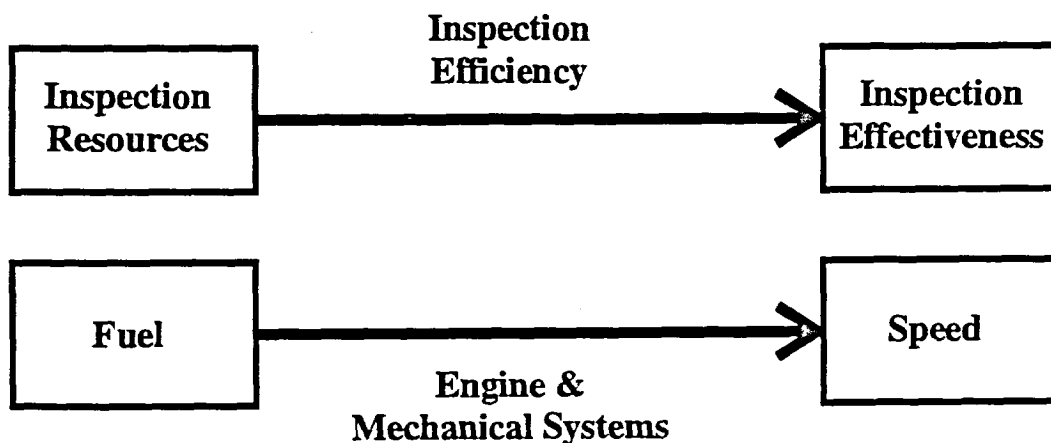 Inspection
Efficiency
Inspection
Resources
Inspection
Effectiveness
Fuel
Speed
Engine &
Mechanical Systems